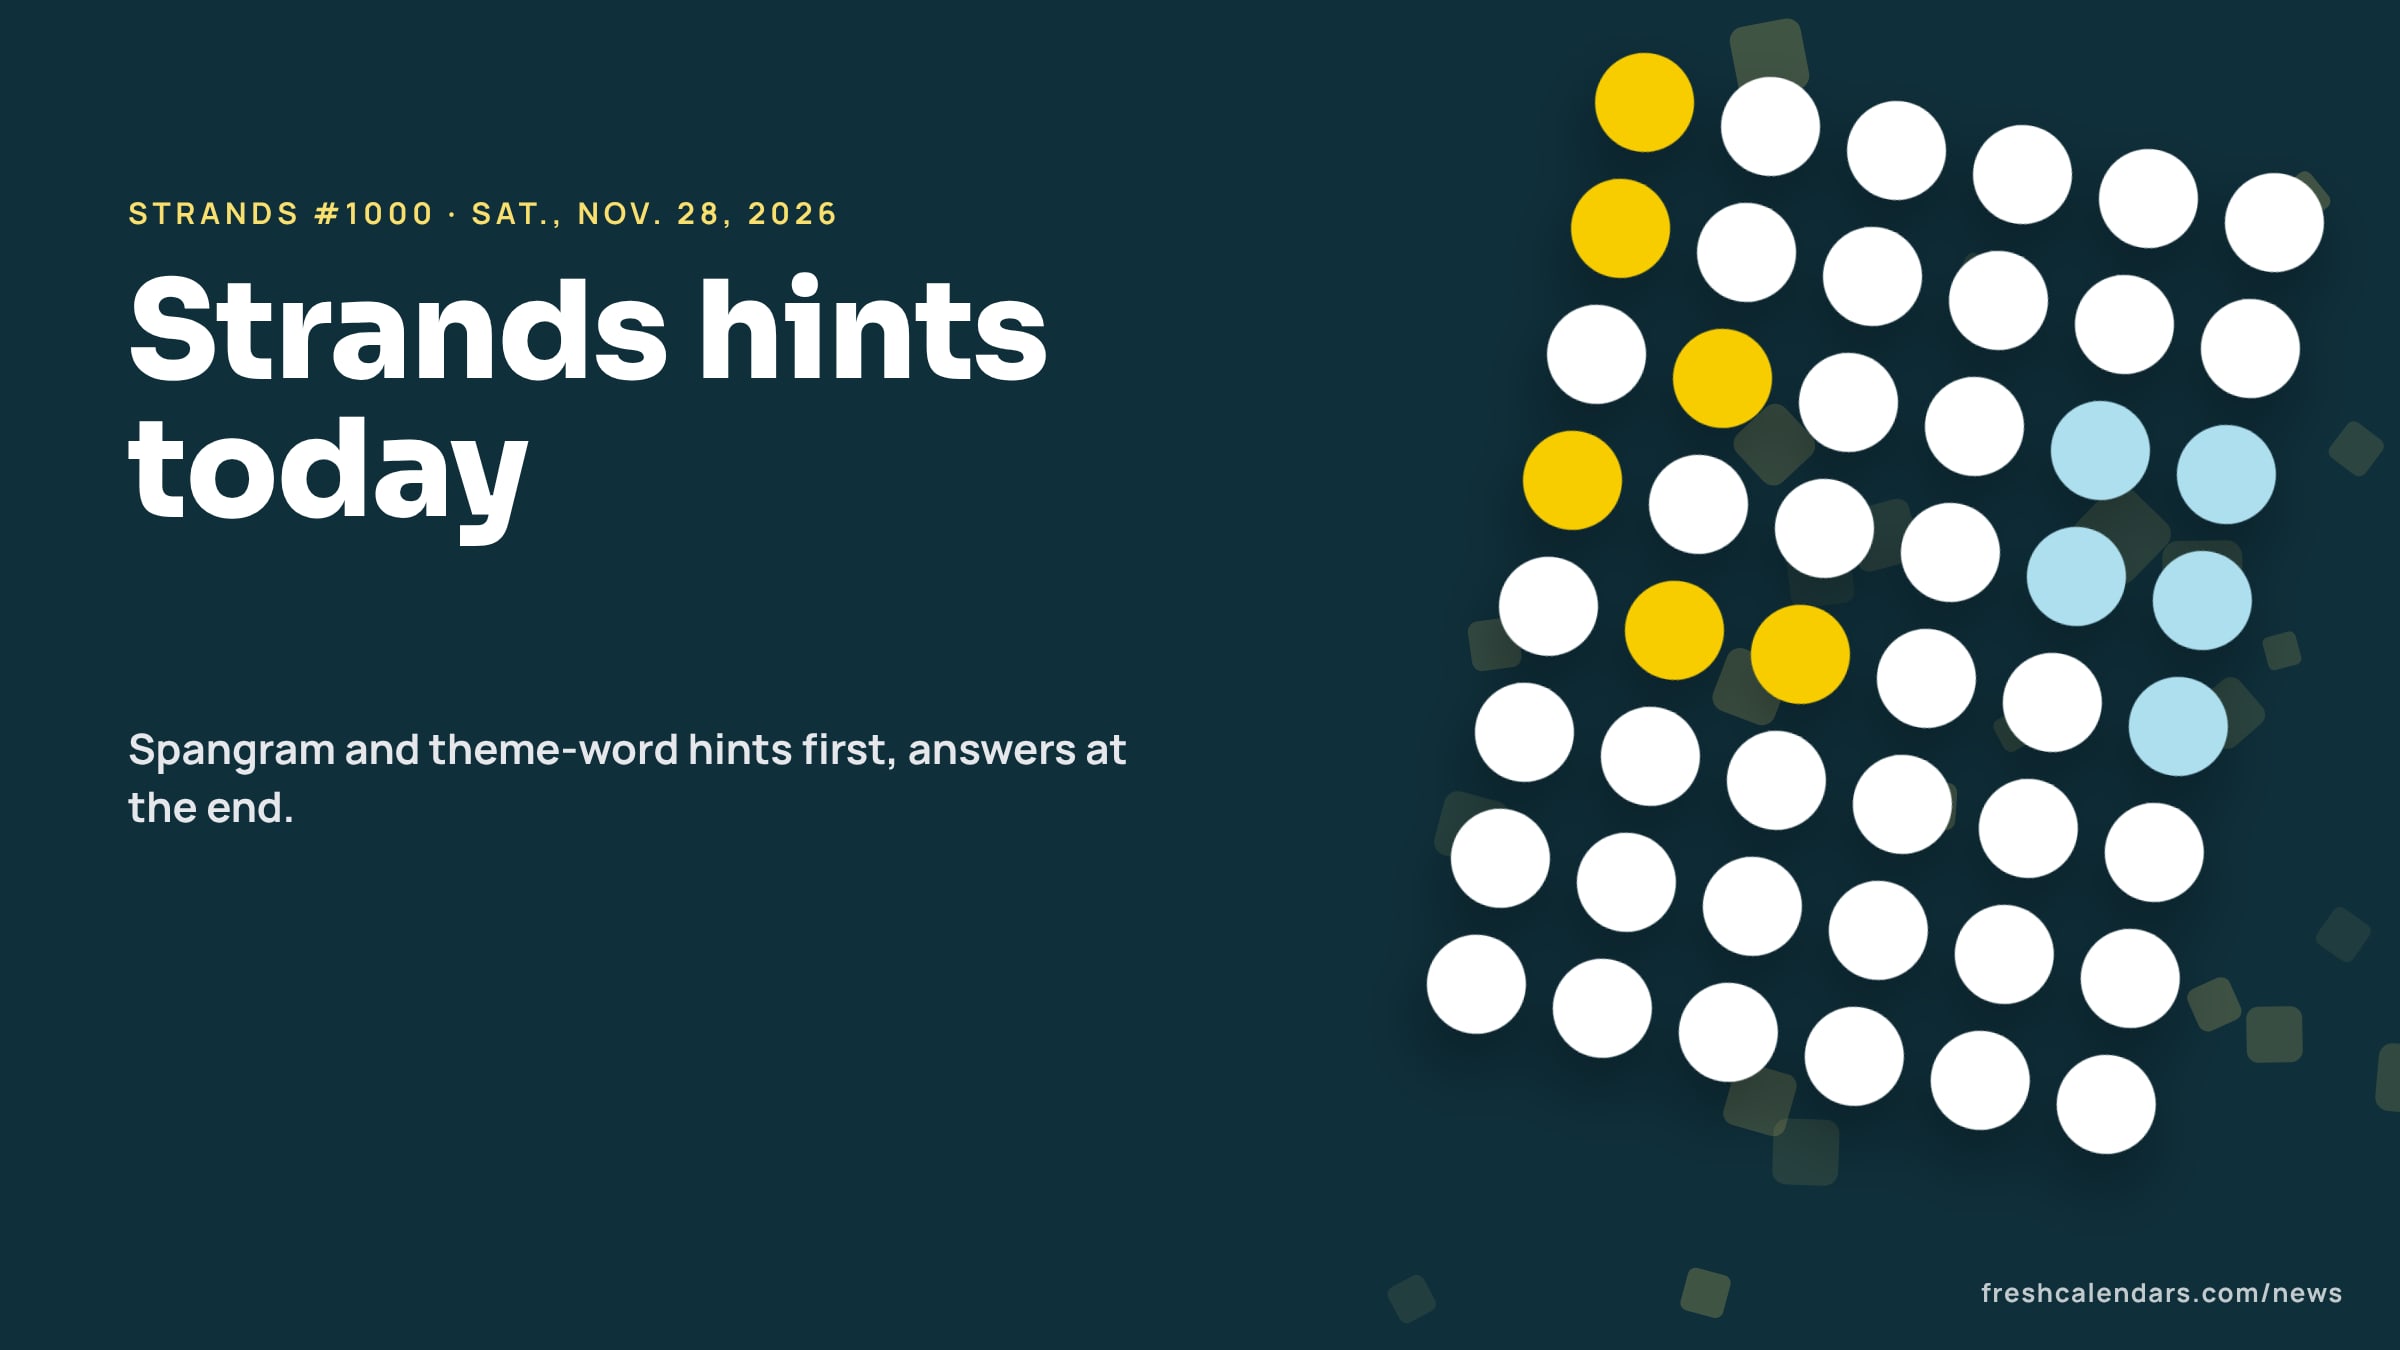 STRANDS #1000 · SAT., NOV. 28, 2026
Strands hints
today
Spangram and theme-word hints first, answers at
the end.
freshcalendars.com/news